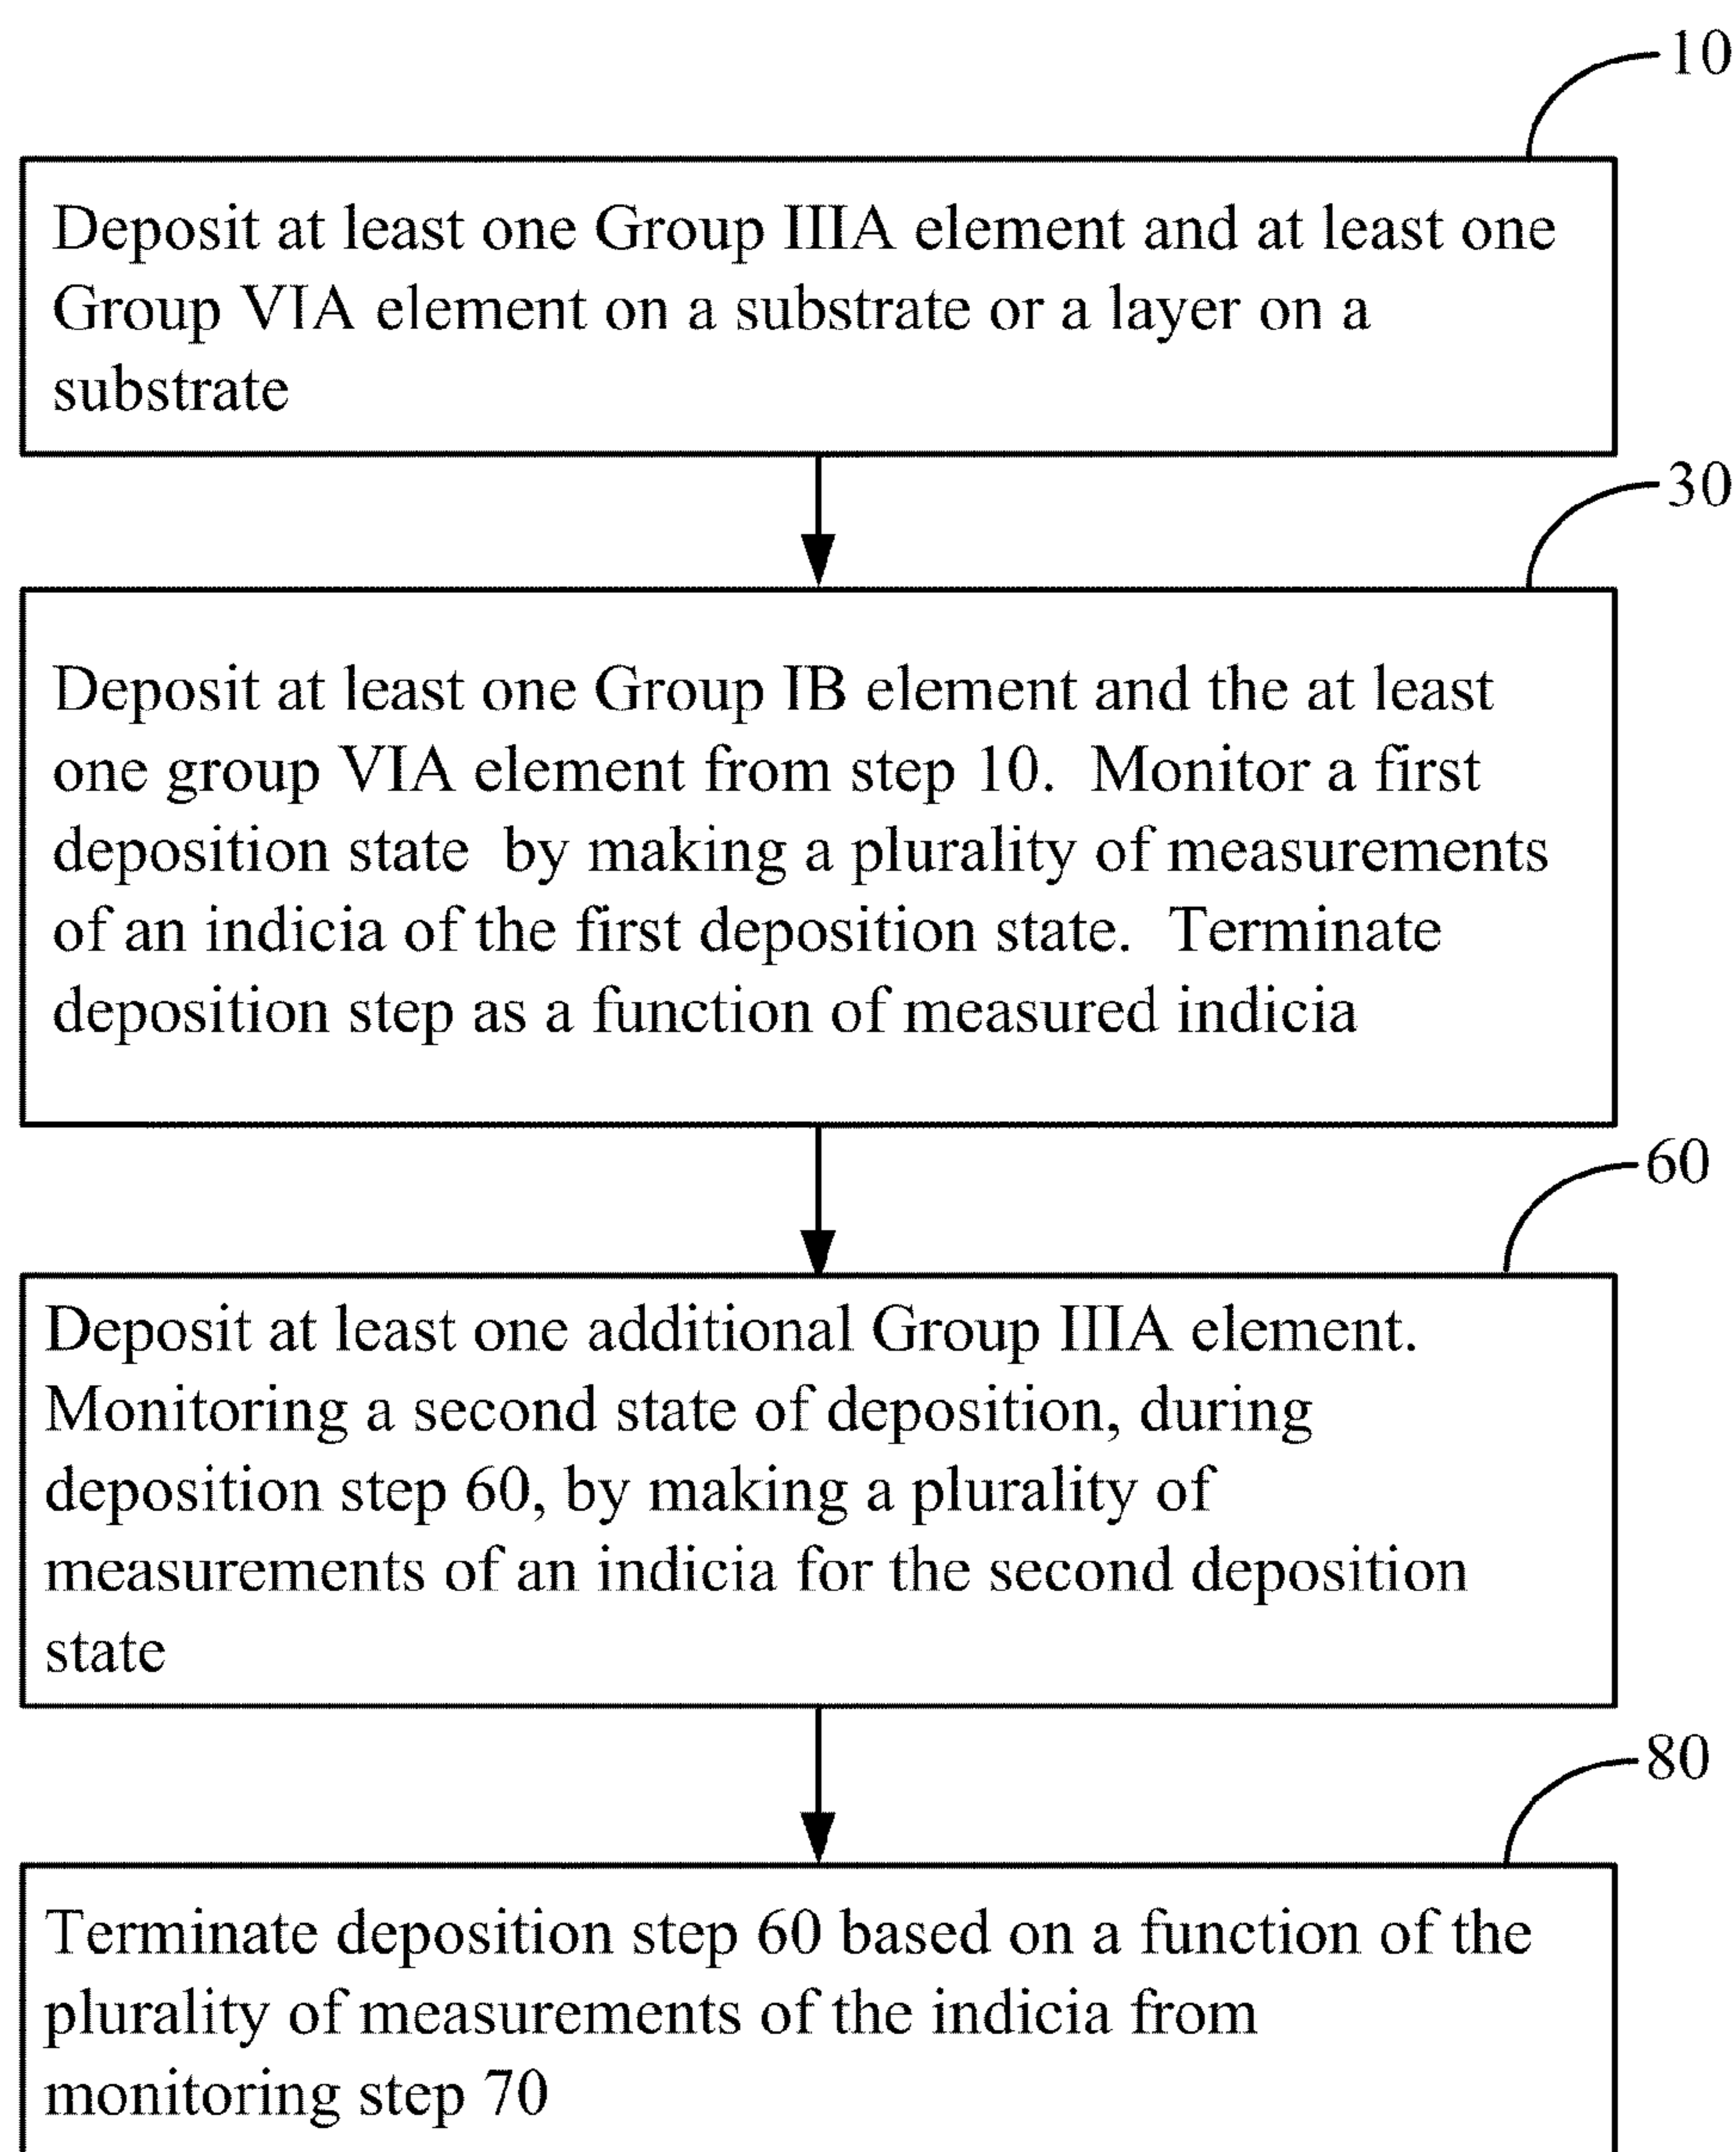 10
Deposit at least one Group IIIA element and at least one
Group VIA element on a substrate or a layer on a
substrate
30
Deposit at least one Group IB element and the at least
one group VIA element from step 10.  Monitor a first
deposition state  by making a plurality of measurements
of an indicia of the first deposition state.  Terminate
deposition step as a function of measured indicia
60
Deposit at least one additional Group IIIA element.
Monitoring a second state of deposition, during
deposition step 60, by making a plurality of
measurements of an indicia for the second deposition
state
80
Terminate deposition step 60 based on a function of the
plurality of measurements of the indicia from
monitoring step 70